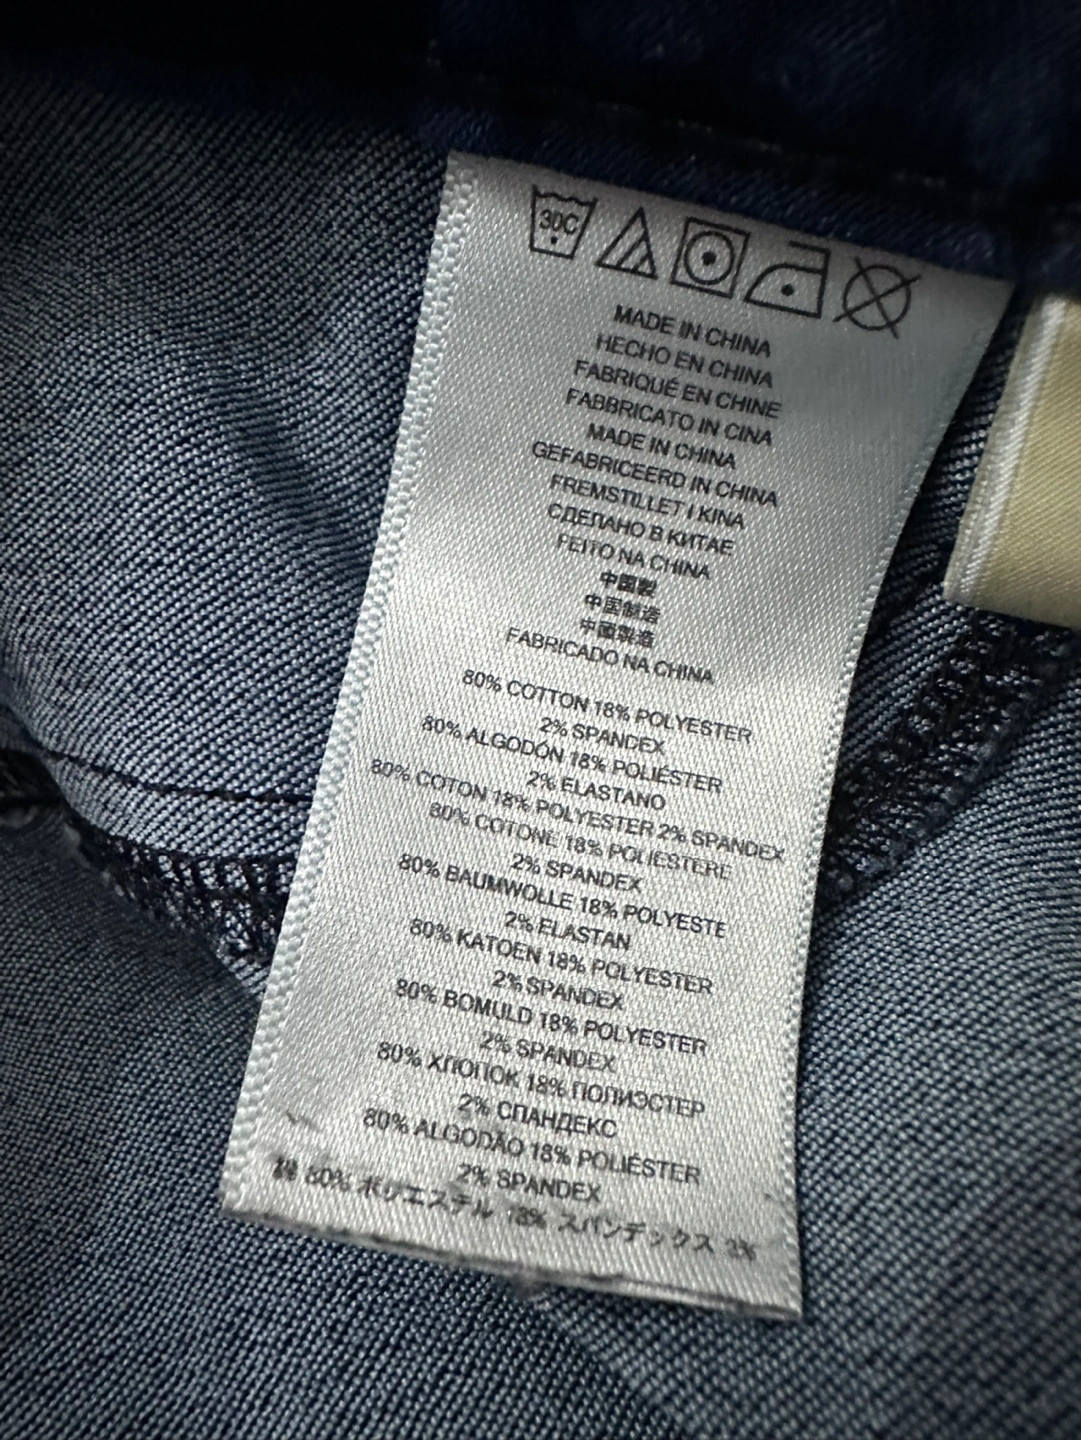 30C
MADE IN CHINA
HECHO EN CHINA
FABRIQUÉ EN CHINE
FABBRICATO IN CINA
MADE IN CHINA
GEFABRICEERD IN CHINA
FREMSTILLET I KINA
СДЕЛАНО В КИТАЕ
FEITO NA CHINA
中國製
中国制造
中國製造
FABRICADO NA CHINA
80% COTTON 18% POLYESTER
2% SPANDEX
80% ALGODÓN 18% POLIÉSTER
2% ELASTANO
80% COTON 18% POLYESTER 2% SPANDEX
80% COTONE 18% POLIESTERE
2% SPANDEX
80% BAUMWOLLE 18% POLYESTE
2% ELASTAN
80% KATOEN 18% POLYESTER
2% SPANDEX
80% BOMULD 18% POLYESTER
2% SPANDEX
80% ХЛОПОК 18% ПОЛИЭСТЕР
2% СПАНДЕКС
80% ALGODÃO 18% POLIÉSTER
2% SPANDEX
綿 80% ポリエステル 18% スパンデックス 2%